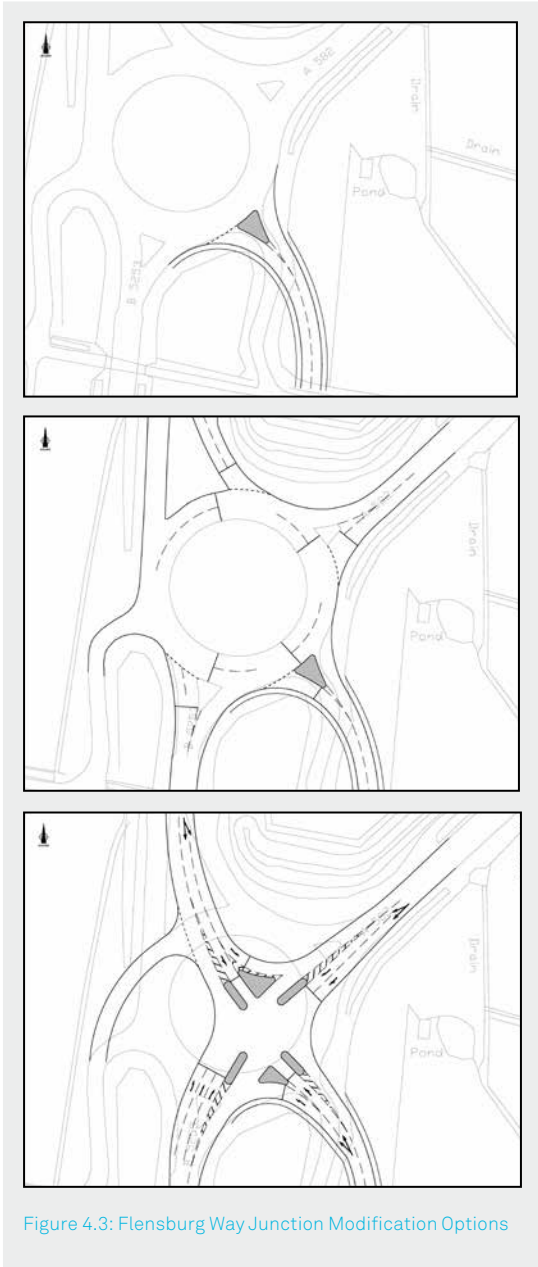 A 582
Drain
Drain
Pond
B 5253
Drain
Pond
Drain
Pond
Figure 4.3: Flensburg Way Junction Modification Options